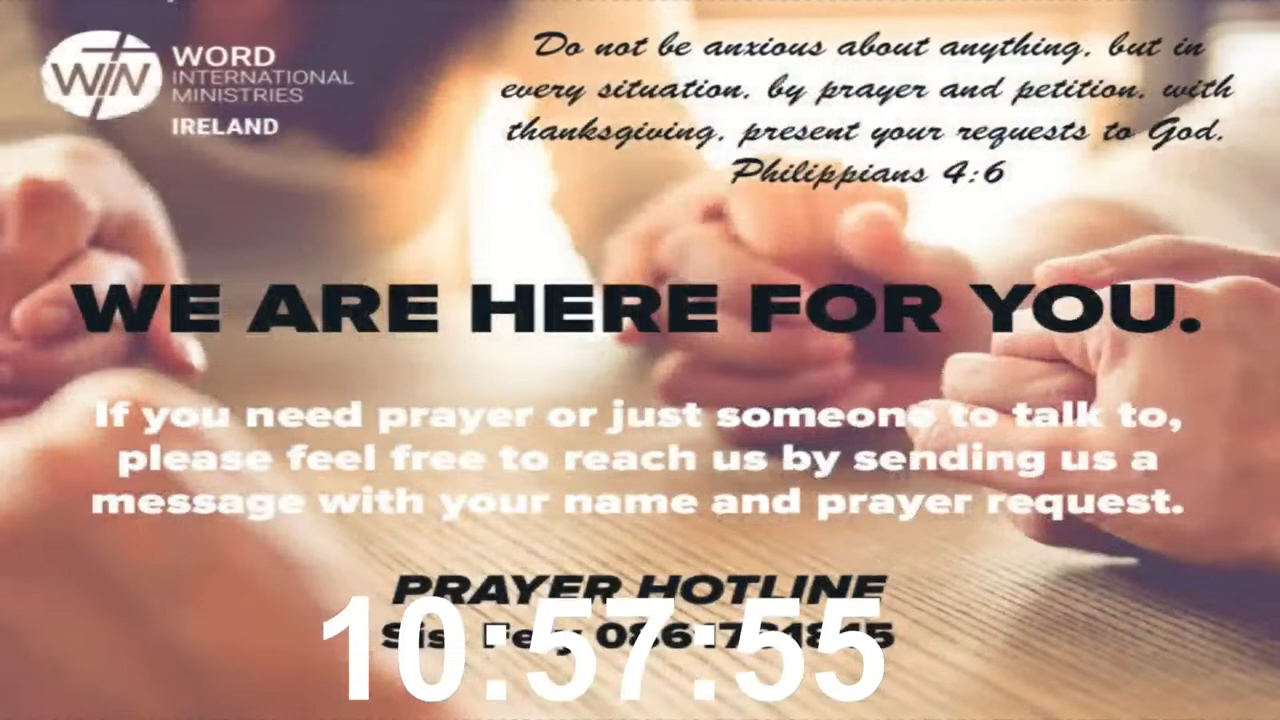 WIN
WORD
INTERNATIONAL
MINISTRIES
IRELAND
Do not be anxious about anything, but in
every situation, by prayer and petition, with
thanksgiving, present your requests to God.
Philippians 4:6
WE ARE HERE FOR YOU.
If you need prayer or just someone to talk to,
please feel free to reach us by sending us a
message with your name and prayer request.
PRAYER HOTLINE
Sis.
10:57:55